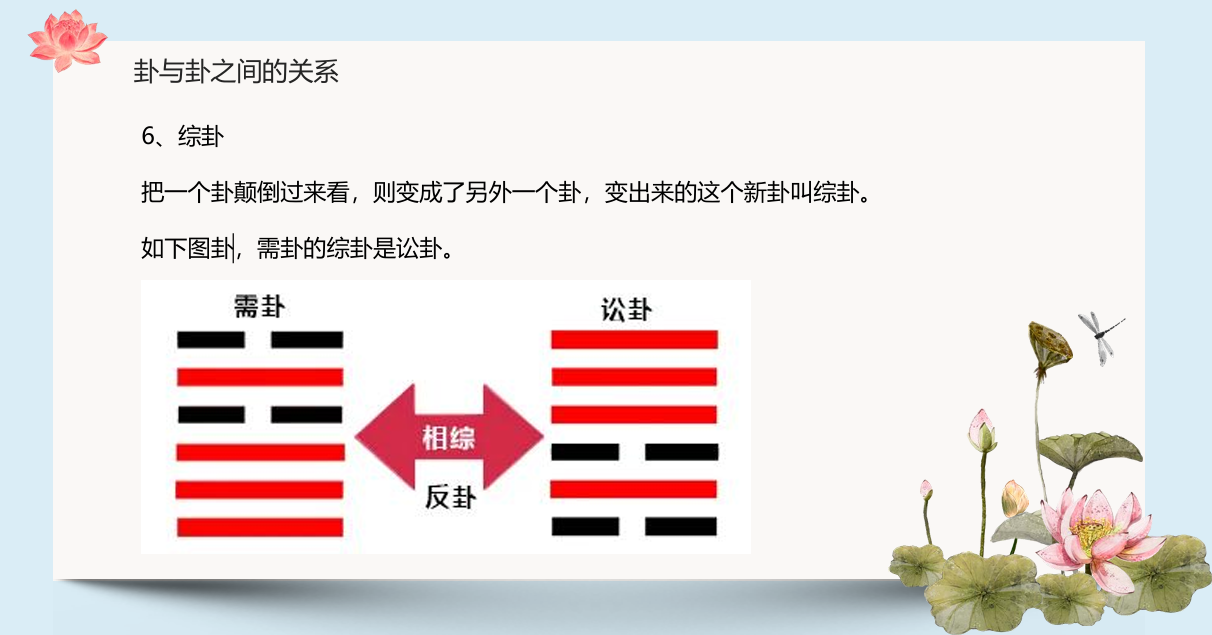 卦与卦之间的关系
6、综卦
把一个卦颠倒过来看，则变成了另外一个卦，变出来的这个新卦叫综卦。
如下图卦，需卦的综卦是讼卦。
需卦
讼卦
相综
反卦